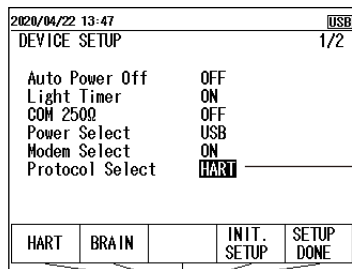 2020/04/22 13:47 USB
DEVICE SETUP 1/2
Auto Power Off OFF
Light Timer ON
COM 250Ω OFF
Power Select USB
Modem Select ON
Protocol Select HART
HART BRAIN INIT. SETUP SETUP DONE